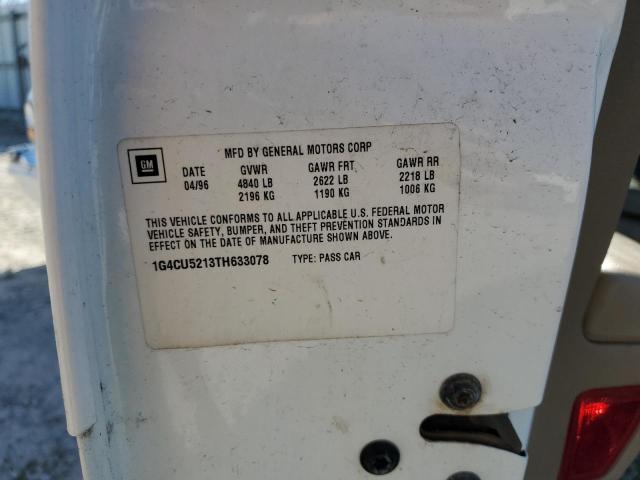 GM
MFD BY GENERAL MOTORS CORP
DATE GVWR GAWR FRT GAWR RR
04/96 4840 LB 2622 LB 2218 LB
2196 KG 1190 KG 1006 KG
THIS VEHICLE CONFORMS TO ALL APPLICABLE U.S. FEDERAL MOTOR
VEHICLE SAFETY, BUMPER, AND THEFT PREVENTION STANDARDS IN
EFFECT ON THE DATE OF MANUFACTURE SHOWN ABOVE.
1G4CU5213TH633078 TYPE: PASS CAR